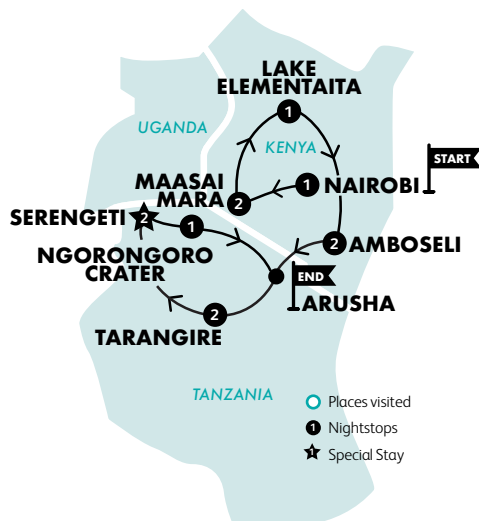 LAKE
ELEMENTAITA
1
UGANDA
KENYA
START
1
NAIROBI
MAASAI
MARA
2
SERENGETI
2
1
2
AMBOSELI
NGORONGORO
CRATER
END
ARUSHA
2
TARANGIRE
TANZANIA
Places visited
1 Nightstops
1 Special Stay